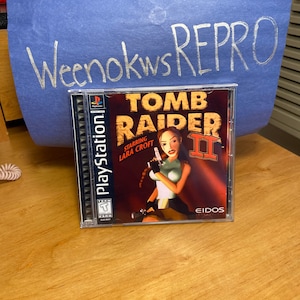 WeenokwsREPRO
PlayStation
TOMB
RAIDER
STARRING
LARA CROFT
II
EIDOS